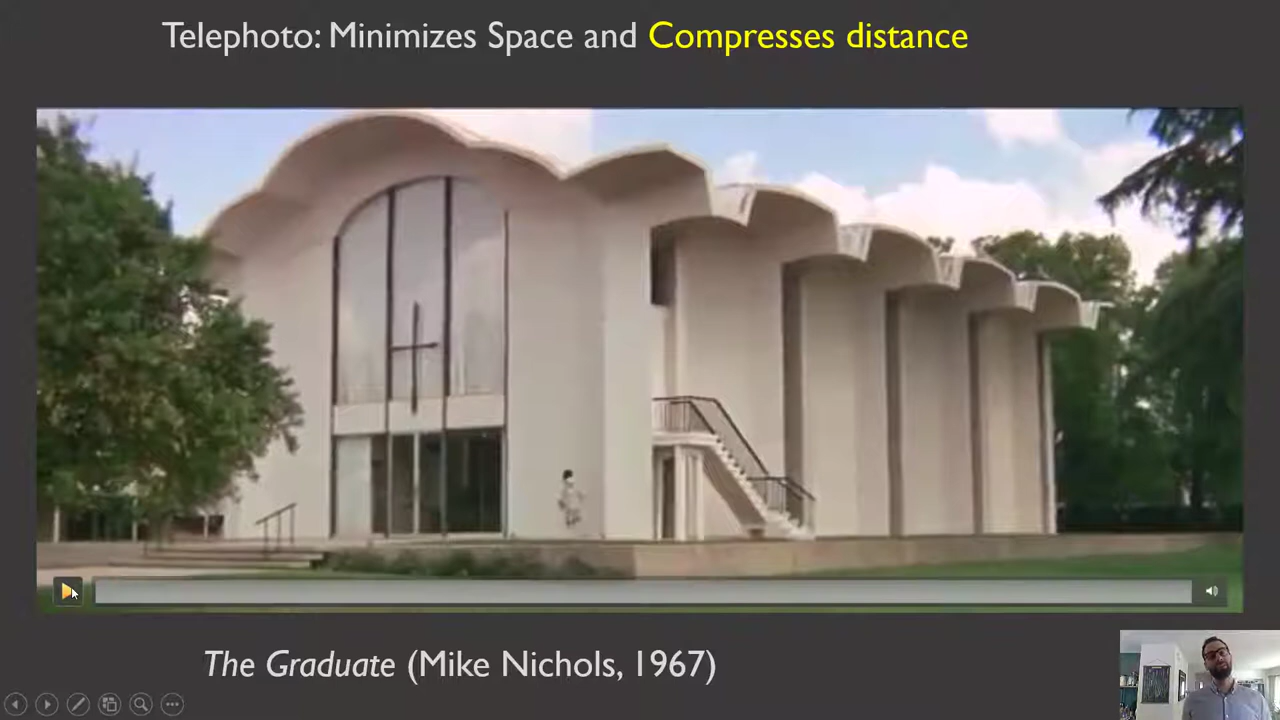 Telephoto: Minimizes Space and Compresses distance
The Graduate (Mike Nichols, 1967)